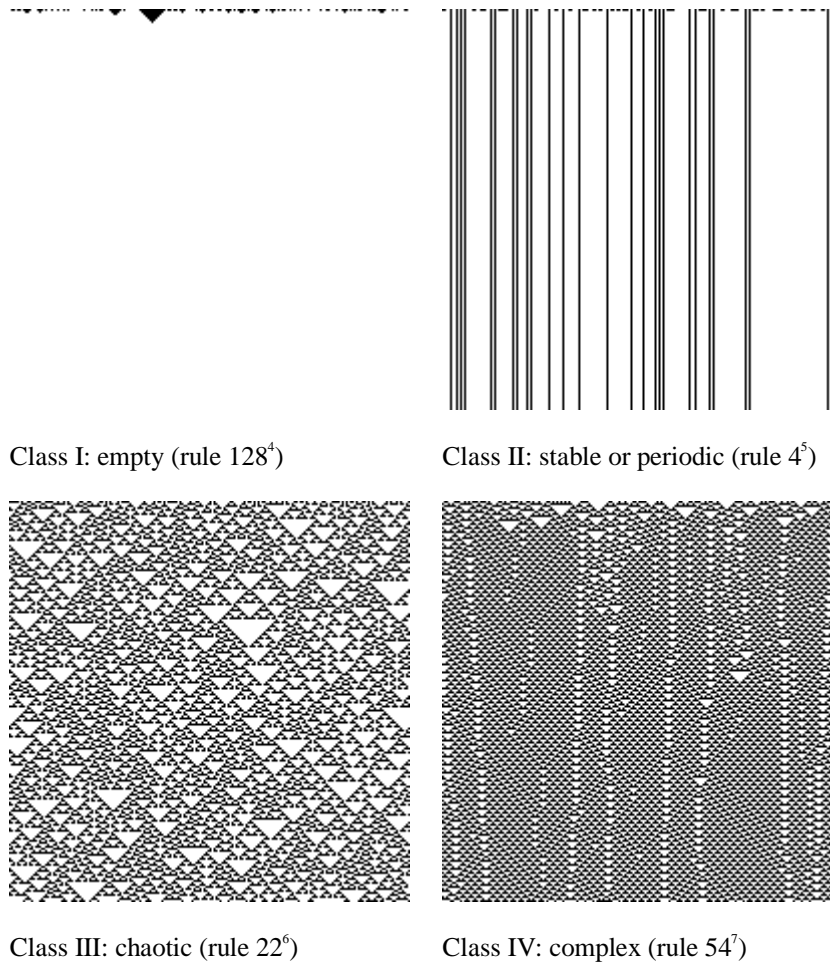 Class I: empty (rule 128⁴)
Class II: stable or periodic (rule 4⁵)
Class III: chaotic (rule 22⁶)
Class IV: complex (rule 54⁷)